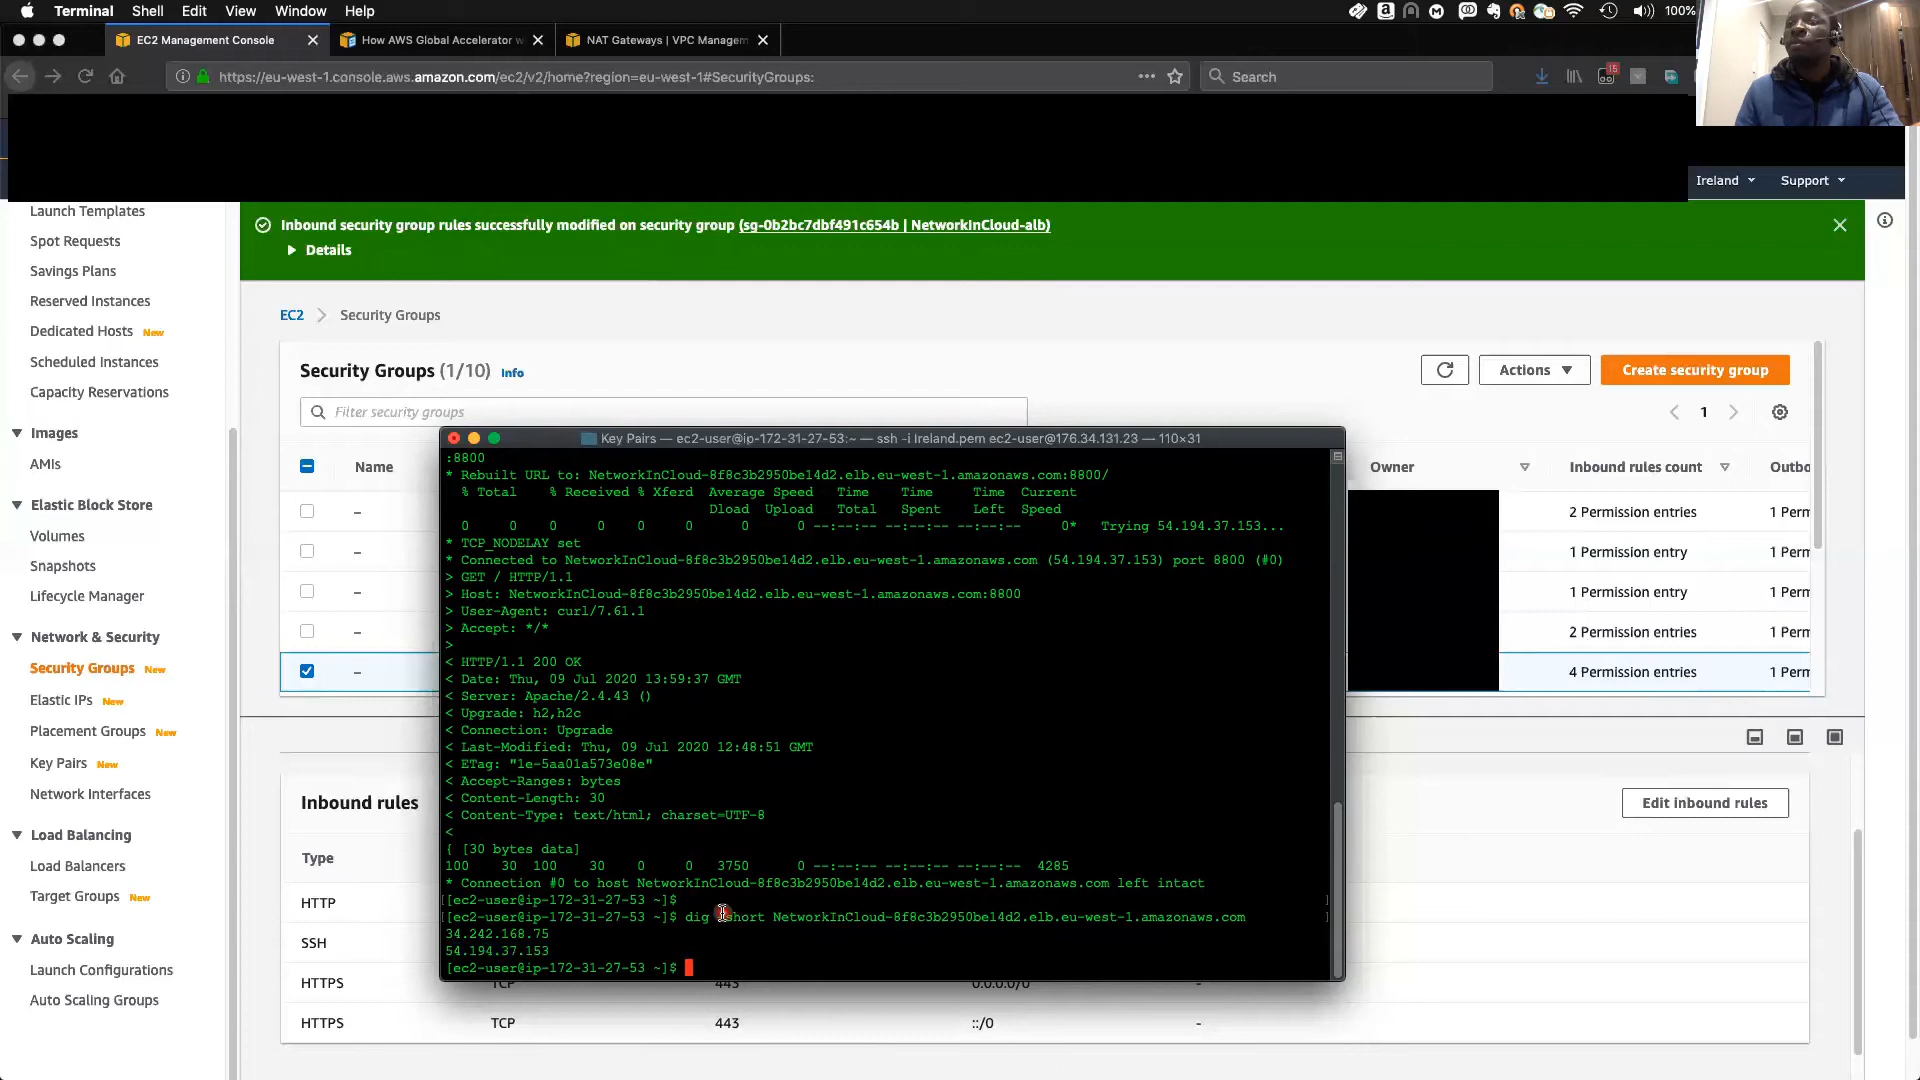 Terminal Shell Edit View Window Help
100%
EC2 Management Console
How AWS Global Accelerator w
NAT Gateways | VPC Managem
https://eu-west-1.console.aws.amazon.com/ec2/v2/home?region=eu-west-1#SecurityGroups:
Search
15
Ireland
Support
Launch Templates
Spot Requests
Savings Plans
Reserved Instances
Dedicated Hosts New
Scheduled Instances
Capacity Reservations
Images
AMIs
Elastic Block Store
Volumes
Snapshots
Lifecycle Manager
Network & Security
Security Groups New
Elastic IPs New
Placement Groups New
Key Pairs New
Network Interfaces
Load Balancing
Load Balancers
Target Groups New
Auto Scaling
Launch Configurations
Auto Scaling Groups
Inbound security group rules successfully modified on security group (sg-0b2bc7dbf491c654b | NetworkInCloud-alb)
Details
EC2 > Security Groups
Security Groups (1/10) Info
Actions
Create security group
Filter security groups
1
Name
Owner
Inbound rules count
Outbo
–
2 Permission entries
1 Perm
–
1 Permission entry
1 Perm
–
1 Permission entry
1 Perm
–
2 Permission entries
1 Perm
–
4 Permission entries
1 Perm
Key Pairs — ec2-user@ip-172-31-27-53:~ — ssh -i Ireland.pem ec2-user@176.34.131.23 — 110×31
:8800
* Rebuilt URL to: NetworkInCloud-8f8c3b2950be14d2.elb.eu-west-1.amazonaws.com:8800/
% Total % Received % Xferd Average Speed Time Time Time Current
Dload Upload Total Spent Left Speed
0 0 0 0 0 0 0 0 --:--:-- --:--:-- --:--:-- 0* Trying 54.194.37.153...
* TCP_NODELAY set
* Connected to NetworkInCloud-8f8c3b2950be14d2.elb.eu-west-1.amazonaws.com (54.194.37.153) port 8800 (#0)
> GET / HTTP/1.1
> Host: NetworkInCloud-8f8c3b2950be14d2.elb.eu-west-1.amazonaws.com:8800
> User-Agent: curl/7.61.1
> Accept: */*
>
< HTTP/1.1 200 OK
< Date: Thu, 09 Jul 2020 13:59:37 GMT
< Server: Apache/2.4.43 ()
< Upgrade: h2,h2c
< Connection: Upgrade
< Last-Modified: Thu, 09 Jul 2020 12:48:51 GMT
< ETag: "1e-5aa01a573e08e"
< Accept-Ranges: bytes
< Content-Length: 30
< Content-Type: text/html; charset=UTF-8
<
{ [30 bytes data]
100 30 100 30 0 0 3750 0 --:--:-- --:--:-- --:--:-- 4285
* Connection #0 to host NetworkInCloud-8f8c3b2950be14d2.elb.eu-west-1.amazonaws.com left intact
[[ec2-user@ip-172-31-27-53 ~]$ ]
[[ec2-user@ip-172-31-27-53 ~]$ dig +short NetworkInCloud-8f8c3b2950be14d2.elb.eu-west-1.amazonaws.com ]
34.242.168.75
54.194.37.153
[ec2-user@ip-172-31-27-53 ~]$
Inbound rules
Edit inbound rules
Type
HTTP
SSH
HTTPS TCP 443 0.0.0.0/0 -
HTTPS TCP 443 ::/0 -